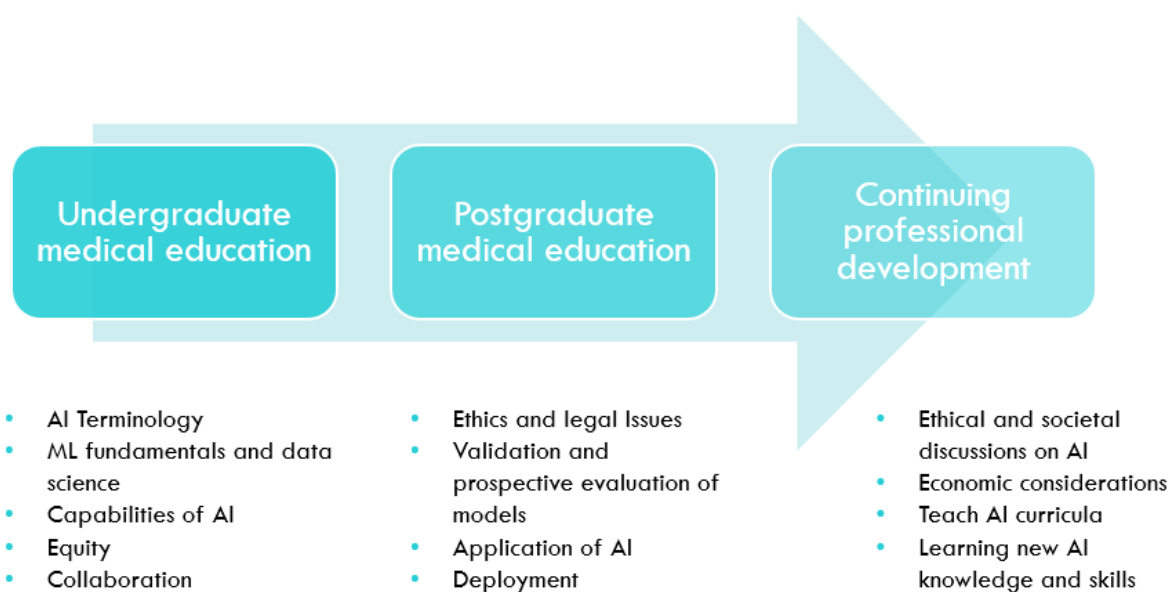 Undergraduate
medical education
Postgraduate
medical education
Continuing
professional
development
• AI Terminology
• ML fundamentals and data
science
• Capabilities of AI
• Equity
• Collaboration
• Ethics and legal Issues
• Validation and
prospective evaluation of
models
• Application of AI
• Deployment
• Ethical and societal
discussions on AI
• Economic considerations
• Teach AI curricula
• Learning new AI
knowledge and skills